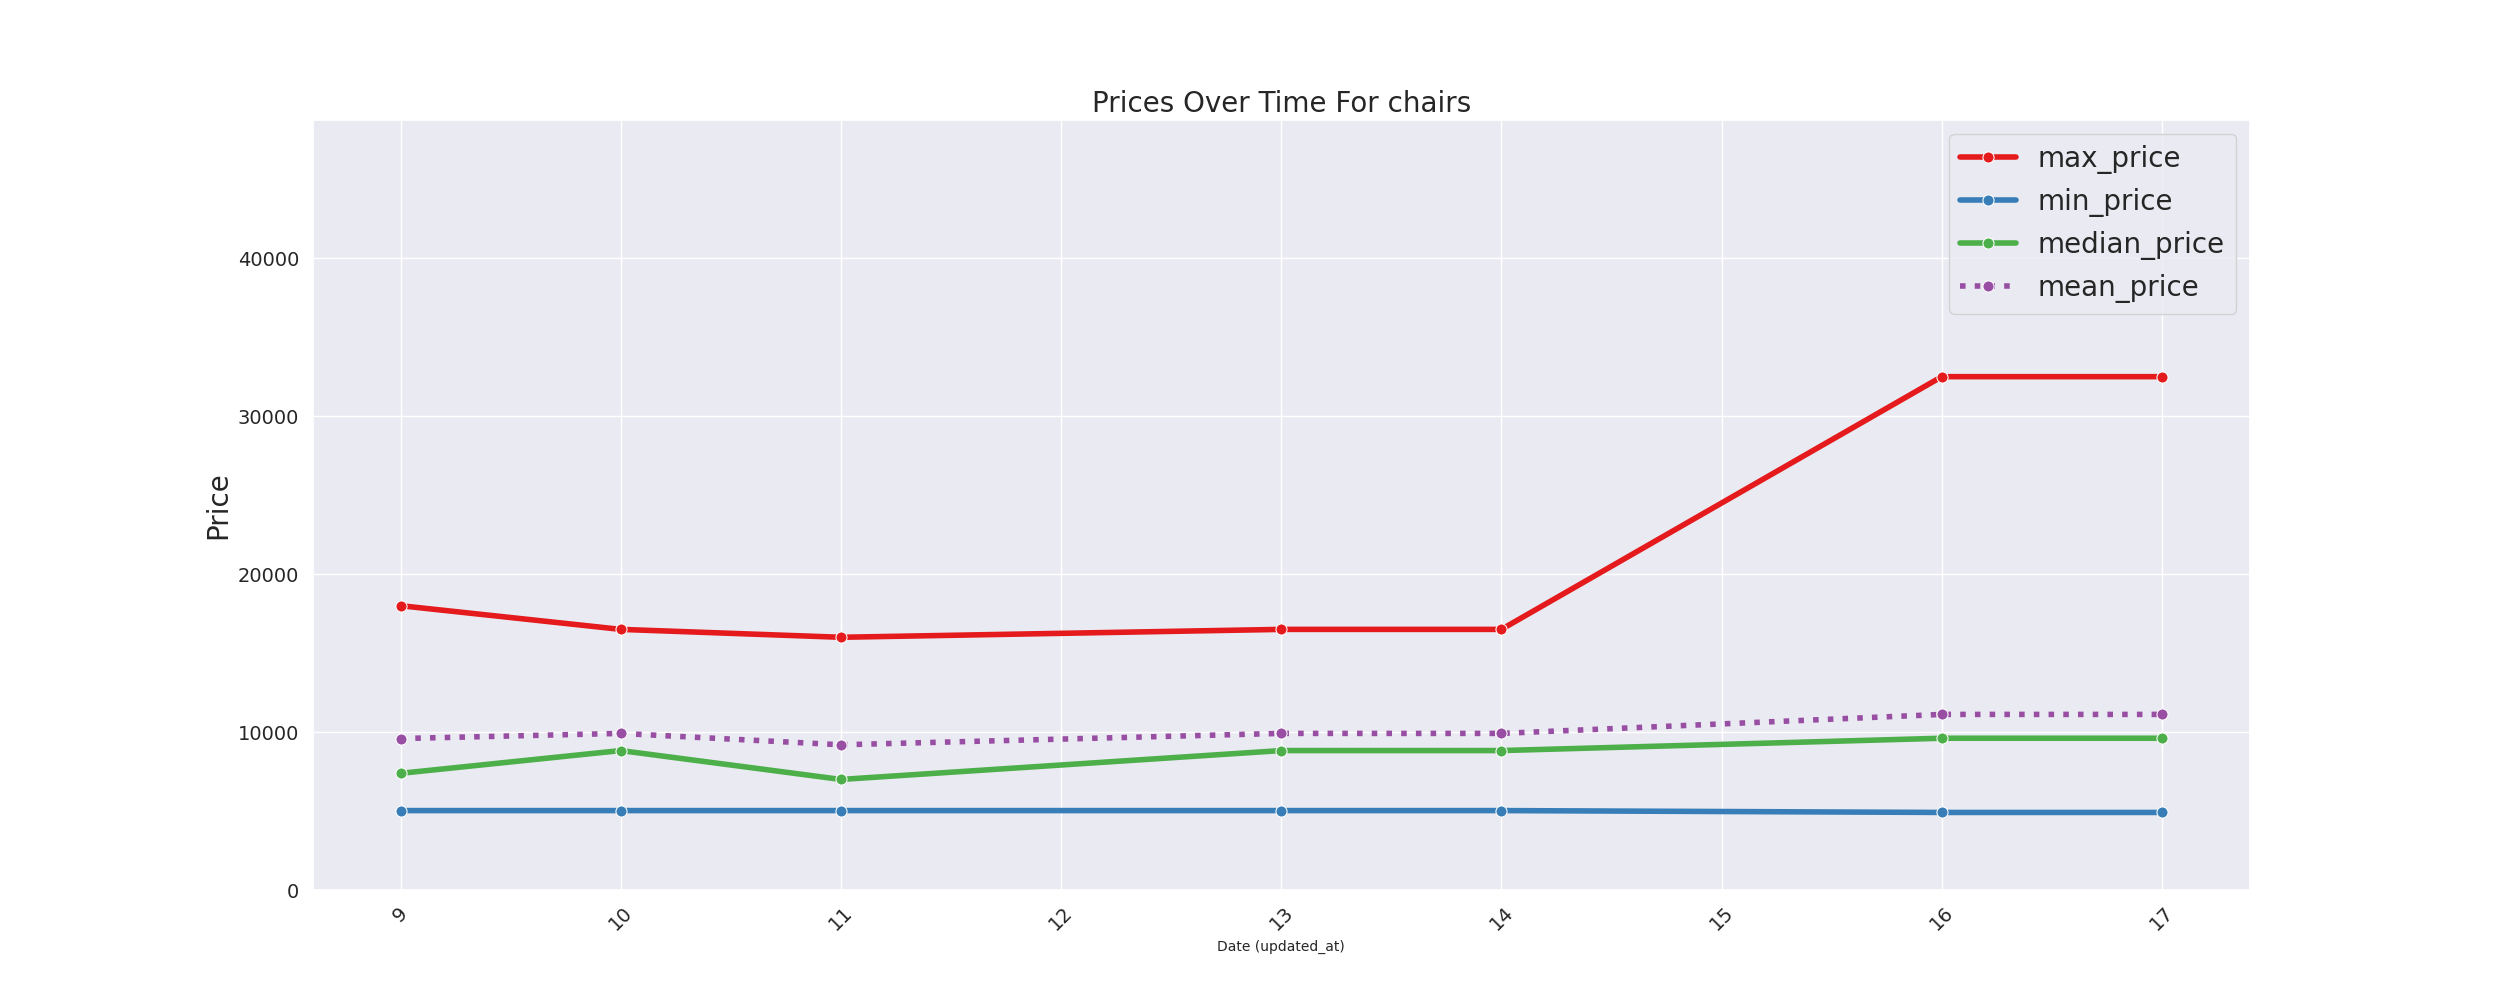 Prices Over Time For chairs
max_price
min_price
median_price
mean_price
Price
40000
30000
20000
10000
0
9 10 11 12 13 14 15 16 17
Date (updated_at)